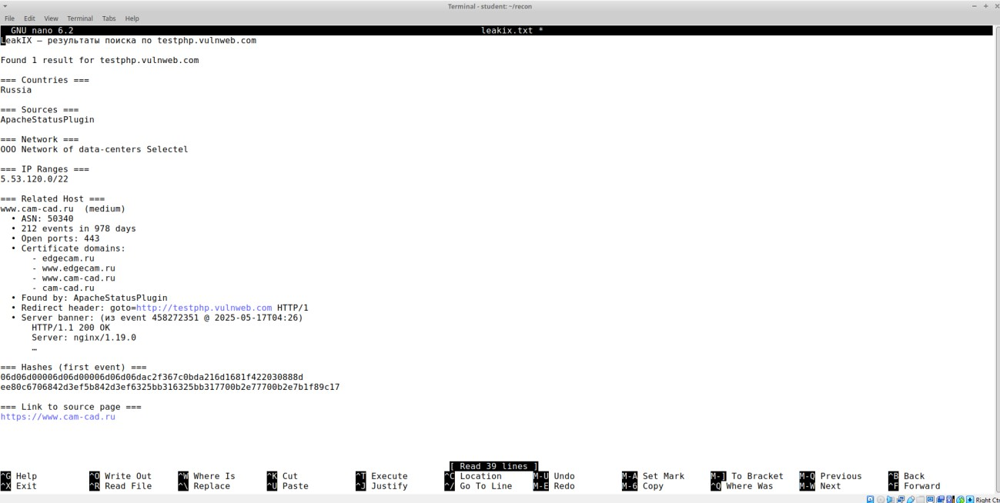 Terminal - student: ~/recon
File Edit View Terminal Tabs Help
GNU nano 6.2 leakix.txt *
LeakIX — результаты поиска по testphp.vulnweb.com
Found 1 result for testphp.vulnweb.com
=== Countries ===
Russia
=== Sources ===
ApacheStatusPlugin
=== Network ===
OOO Network of data-centers Selectel
=== IP Ranges ===
5.53.120.0/22
=== Related Host ===
www.cam-cad.ru (medium)
• ASN: 50340
• 212 events in 978 days
• Open ports: 443
• Certificate domains:
- edgecam.ru
- www.edgecam.ru
- www.cam-cad.ru
- cam-cad.ru
• Found by: ApacheStatusPlugin
• Redirect header: goto=http://testphp.vulnweb.com HTTP/1
• Server banner: (из event 458272351 @ 2025-05-17T04:26)
HTTP/1.1 200 OK
Server: nginx/1.19.0
…
=== Hashes (first event) ===
06d06d00006d06d00006d06d06dac2f367c0bda216d1681f422030888d
ee80c6706842d3ef5b842d3ef6325bb316325bb317700b2e77700b2e7b1f89c17
=== Link to source page ===
https://www.cam-cad.ru
[ Read 39 lines ]
^G Help ^O Write Out ^W Where Is ^K Cut ^T Execute ^C Location M-U Undo M-A Set Mark M-] To Bracket M-Q Previous ^B Back
^X Exit ^R Read File ^\ Replace ^U Paste ^J Justify ^/ Go To Line M-E Redo M-6 Copy ^Q Where Was M-W Next ^F Forward
Right Ctr